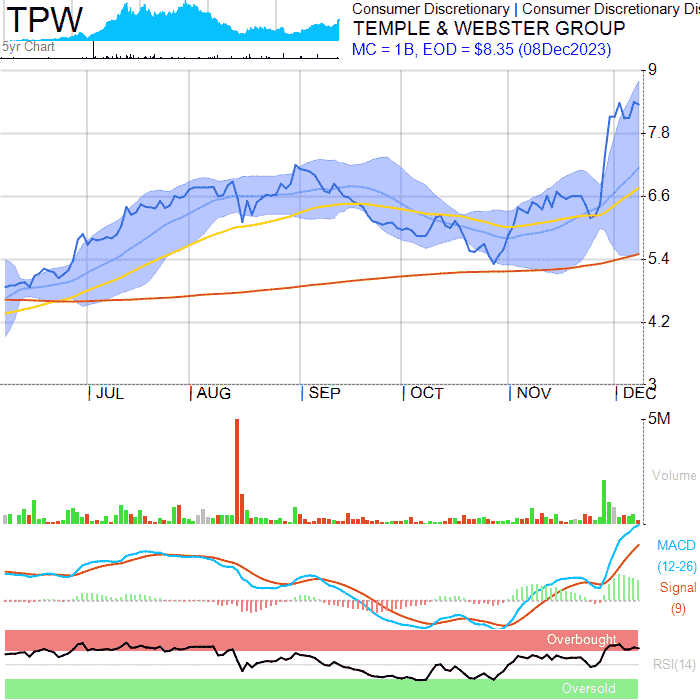 TPW
5yr Chart
Consumer Discretionary | Consumer Discretionary Dis
TEMPLE & WEBSTER GROUP
MC = 1B, EOD = $8.35 (08Dec2023)
9
7.8
6.6
5.4
4.2
3
| JUL | AUG | SEP | OCT | NOV | DEC
5M
Volume
MACD
(12-26)
Signal
(9)
Overbought
RSI(14)
Oversold